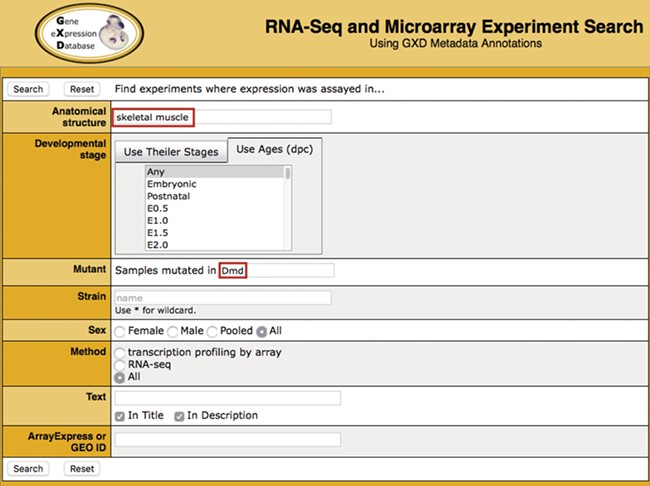 Gene
eXpression
Database
RNA-Seq and Microarray Experiment Search
Using GXD Metadata Annotations
Search Reset Find experiments where expression was assayed in...
Anatomical structure
skeletal muscle
Developmental stage
Use Theiler Stages Use Ages (dpc)
Any
Embryonic
Postnatal
E0.5
E1.0
E1.5
E2.0
Mutant Samples mutated in Dmd
Strain name
Use * for wildcard.
Sex Female Male Pooled All
Method transcription profiling by array
RNA-seq
All
Text
In Title In Description
ArrayExpress or
GEO ID
Search Reset